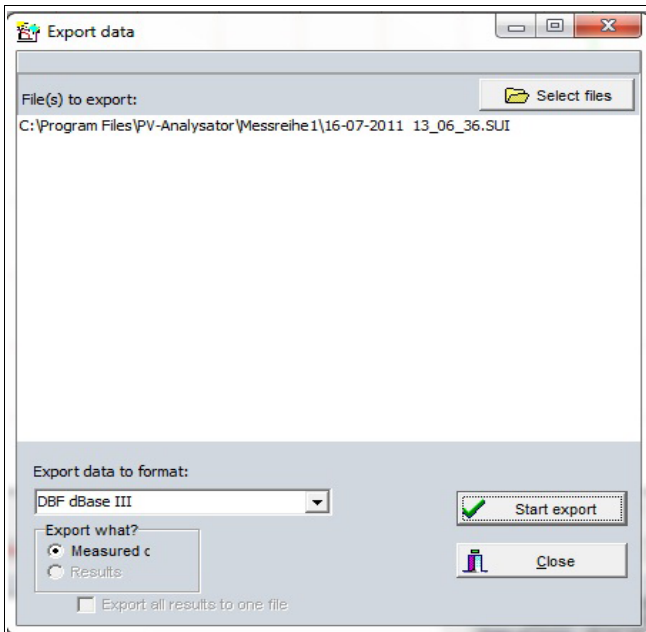 Export data
File(s) to export:
Select files
C:\Program Files\PV-Analysator\Messreihe1\16-07-2011  13_06_36.SUI
Export data to format:
DBF dBase III
Start export
Export what?
Measured c
Results
Close
Export all results to one file